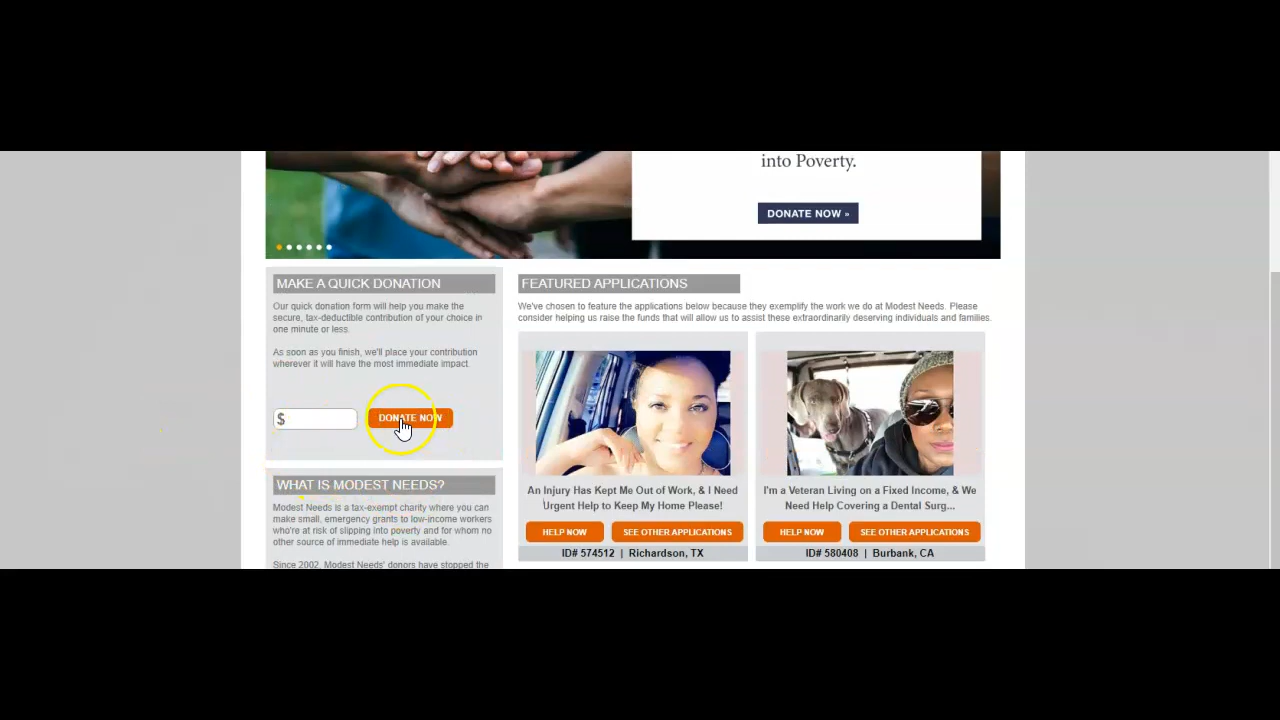 into Poverty.
DONATE NOW »
MAKE A QUICK DONATION
Our quick donation form will help you make the
secure, tax-deductible contribution of your choice in
one minute or less.
As soon as you finish, we'll place your contribution
wherever it will have the most immediate impact.
$
DONATE NOW
WHAT IS MODEST NEEDS?
Modest Needs is a tax-exempt charity where you can
make small, emergency grants to low-income workers
who're at risk of slipping into poverty and for whom no
other source of immediate help is available.
Since 2002, Modest Needs' donors have stopped the
FEATURED APPLICATIONS
We've chosen to feature the applications below because they exemplify the work we do at Modest Needs. Please
consider helping us raise the funds that will allow us to assist these extraordinarily deserving individuals and families.
An Injury Has Kept Me Out of Work, & I Need
Urgent Help to Keep My Home Please!
HELP NOW
SEE OTHER APPLICATIONS
ID# 574512 | Richardson, TX
I'm a Veteran Living on a Fixed Income, & We
Need Help Covering a Dental Surg...
HELP NOW
SEE OTHER APPLICATIONS
ID# 580408 | Burbank, CA